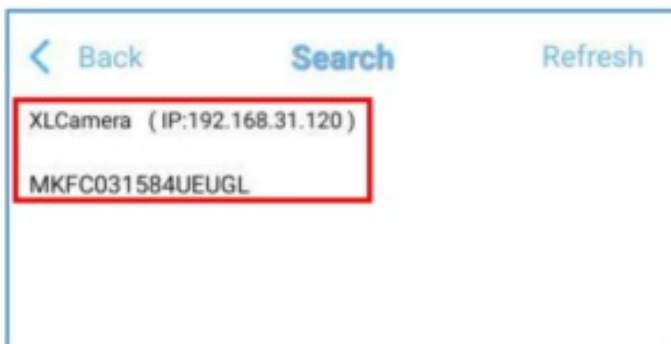 Back Search Refresh
XLCamera ( IP:192.168.31.120 )
MKFC031584UEUGL